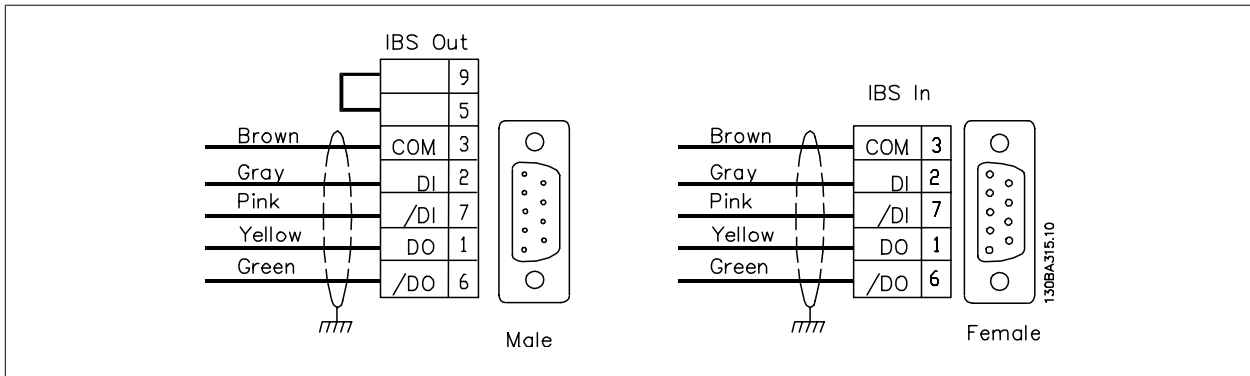 IBS Out
9
5
Brown COM 3
Gray DI 2
Pink /DI 7
Yellow DO 1
Green /DO 6
Male
IBS In
Brown COM 3
Gray DI 2
Pink /DI 7
Yellow DO 1
Green /DO 6
Female
130BA315.10